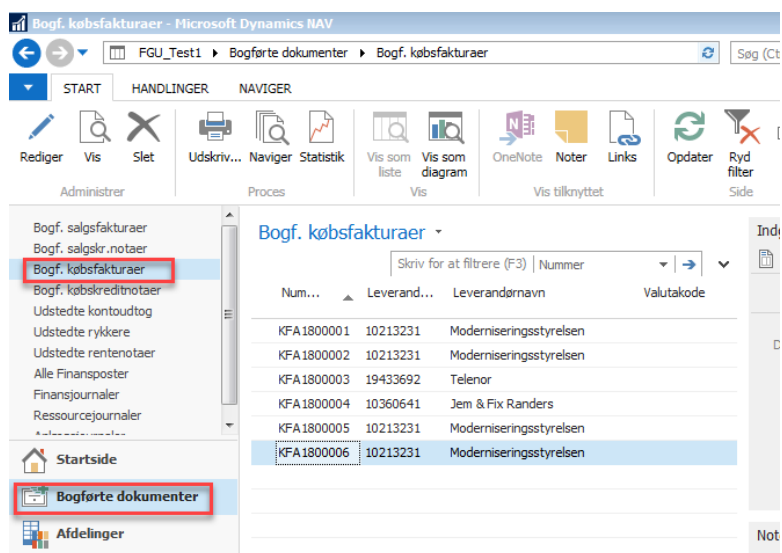 Bogf. købsfakturaer - Microsoft Dynamics NAV
FGU_Test1 Bogførte dokumenter Bogf. købsfakturaer
Søg (Ct
START HANDLINGER NAVIGER
Rediger Vis Slet Udskriv... Naviger Statistik Vis som liste Vis som diagram OneNote Noter Links Opdater Ryd filter
Administrer Proces Vis Vis tilknyttet Side
Bogf. salgsfakturaer
Bogf. salgskr.notaer
Bogf. købsfakturaer
Bogf. købskreditnotaer
Udstedte kontoudtog
Udstedte rykkere
Udstedte rentenotaer
Alle Finansposter
Finansjournaler
Ressourcejournaler
Startside
Bogførte dokumenter
Afdelinger
Bogf. købsfakturaer
Skriv for at filtrere (F3) Nummer
Num... Leverand... Leverandørnavn Valutakode
KFA1800001 10213231 Moderniseringsstyrelsen
KFA1800002 10213231 Moderniseringsstyrelsen
KFA1800003 19433692 Telenor
KFA1800004 10360641 Jem & Fix Randers
KFA1800005 10213231 Moderniseringsstyrelsen
KFA1800006 10213231 Moderniseringsstyrelsen
Indg
D
Not